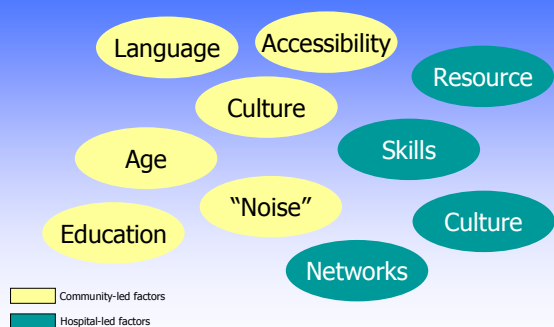 Language
Accessibility
Resource
Culture
Skills
Age
"Noise"
Culture
Education
Networks
Community-led factors
Hospital-led factors